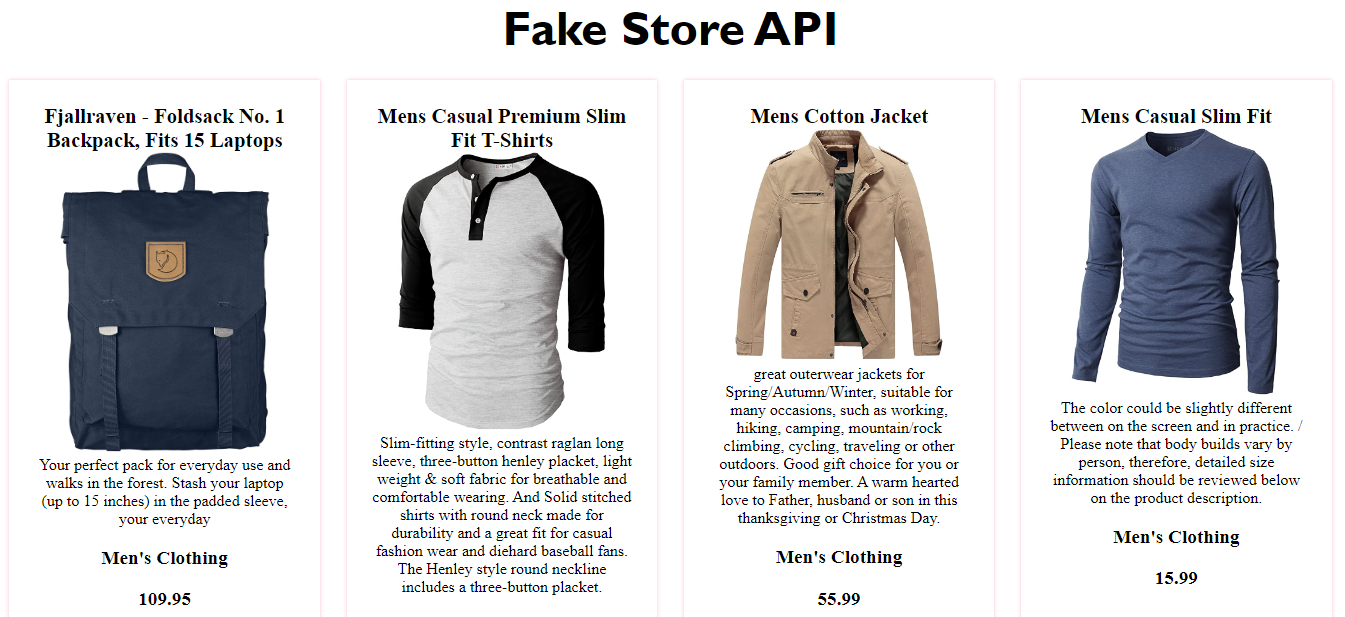 Fake Store API
Fjallraven - Foldsack No. 1
Backpack, Fits 15 Laptops
Your perfect pack for everyday use and
walks in the forest. Stash your laptop
(up to 15 inches) in the padded sleeve,
your everyday
Men's Clothing
109.95
Mens Casual Premium Slim
Fit T-Shirts
Slim-fitting style, contrast raglan long
sleeve, three-button henley placket, light
weight & soft fabric for breathable and
comfortable wearing. And Solid stitched
shirts with round neck made for
durability and a great fit for casual
fashion wear and diehard baseball fans.
The Henley style round neckline
includes a three-button placket.
Mens Cotton Jacket
great outerwear jackets for
Spring/Autumn/Winter, suitable for
many occasions, such as working,
hiking, camping, mountain/rock
climbing, cycling, traveling or other
outdoors. Good gift choice for you or
your family member. A warm hearted
love to Father, husband or son in this
thanksgiving or Christmas Day.
Men's Clothing
55.99
Mens Casual Slim Fit
The color could be slightly different
between on the screen and in practice. /
Please note that body builds vary by
person, therefore, detailed size
information should be reviewed below
on the product description.
Men's Clothing
15.99